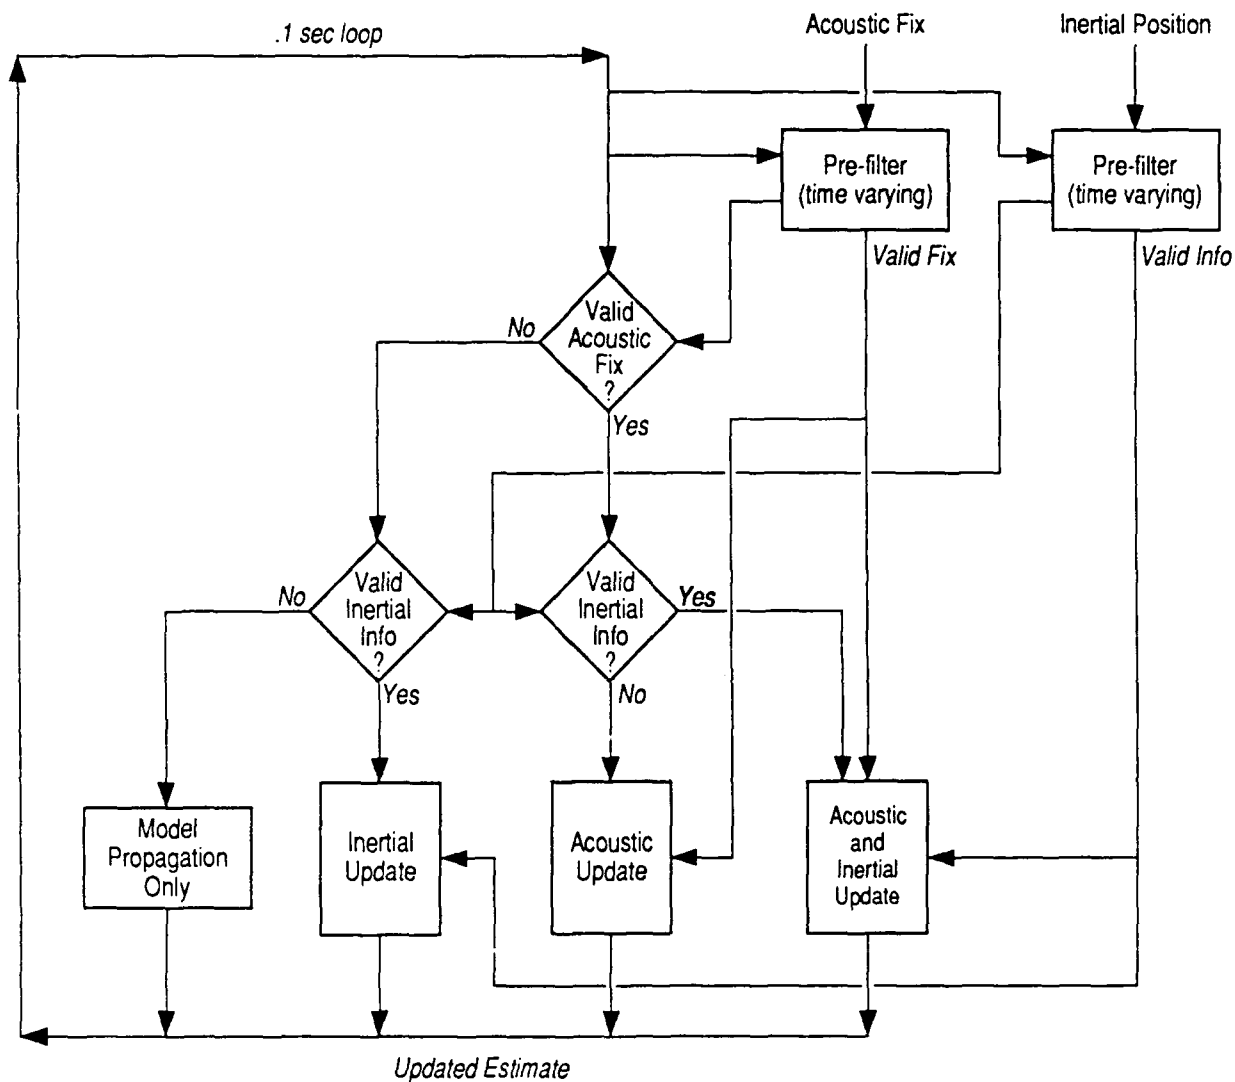 .1 sec loop
Acoustic Fix
Inertial Position
Pre-filter
(time varying)
Pre-filter
(time varying)
Valid Fix
Valid Info
Valid
Acoustic
Fix
?
No
Yes
Valid
Inertial
Info
?
No
Yes
Valid
Inertial
Info
?
Yes
No
Model
Propagation
Only
Inertial
Update
Acoustic
Update
Acoustic
and
Inertial
Update
Updated Estimate